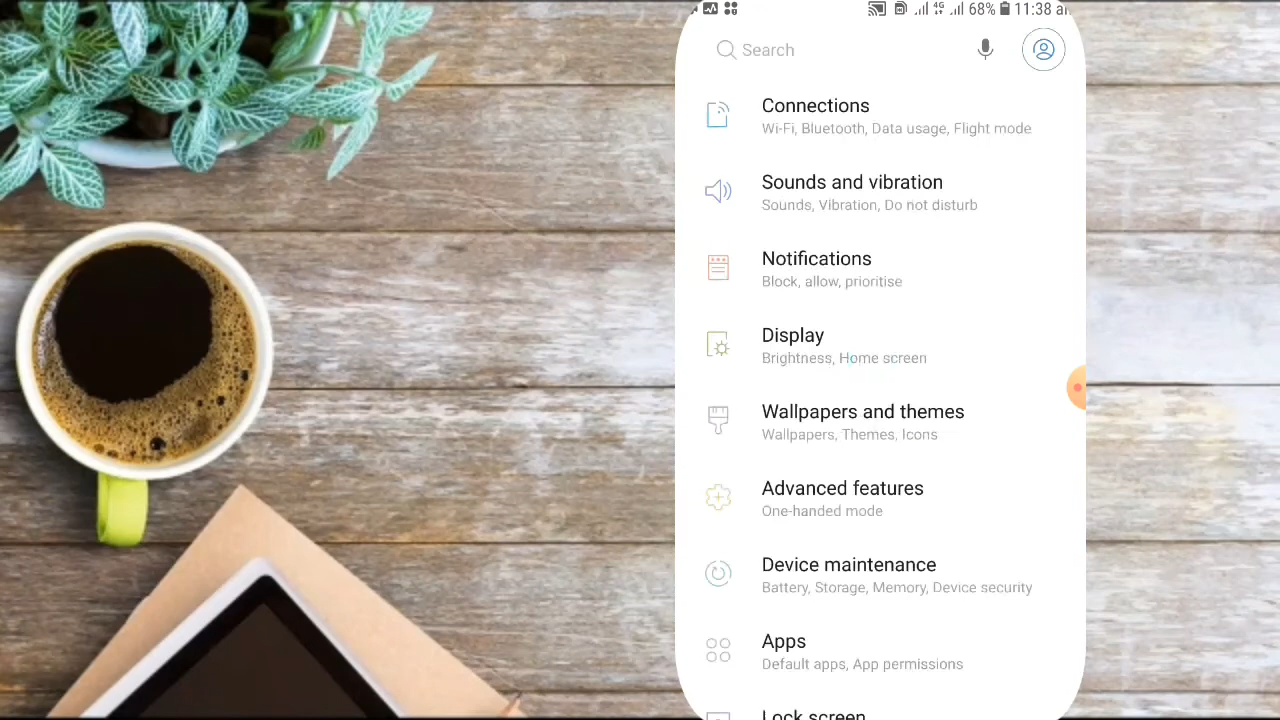 4G 68% 11:38 a
Search
Connections
Wi-Fi, Bluetooth, Data usage, Flight mode
Sounds and vibration
Sounds, Vibration, Do not disturb
Notifications
Block, allow, prioritise
Display
Brightness, Home screen
Wallpapers and themes
Wallpapers, Themes, Icons
Advanced features
One-handed mode
Device maintenance
Battery, Storage, Memory, Device security
Apps
Default apps, App permissions
Lock screen